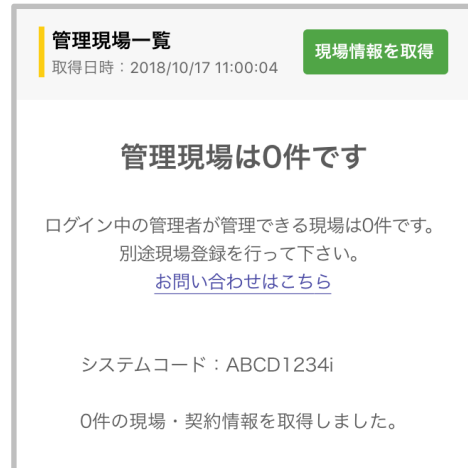 管理現場一覧
取得日時：2018/10/17 11:00:04
現場情報を取得
管理現場は0件です
ログイン中の管理者が管理できる現場は0件です。
別途現場登録を行って下さい。
お問い合わせはこちら
システムコード：ABCD1234i
0件の現場・契約情報を取得しました。